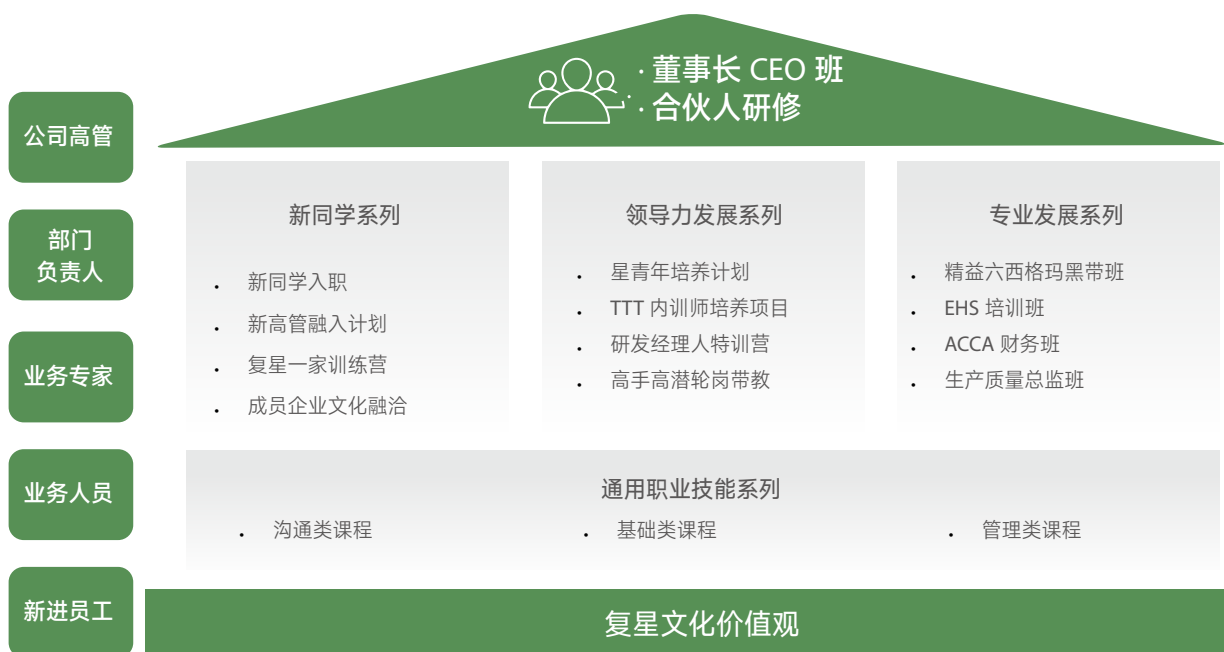 · 董事长 CEO 班
· 合伙人研修
公司高管
部门
负责人
业务专家
业务人员
新进员工
新同学系列
· 新同学入职
· 新高管融入计划
· 复星一家训练营
· 成员企业文化融洽
领导力发展系列
· 星青年培养计划
· TTT 内训师培养项目
· 研发经理人特训营
· 高手高潜轮岗带教
专业发展系列
· 精益六西格玛黑带班
· EHS 培训班
· ACCA 财务班
· 生产质量总监班
通用职业技能系列
· 沟通类课程
· 基础类课程
· 管理类课程
复星文化价值观